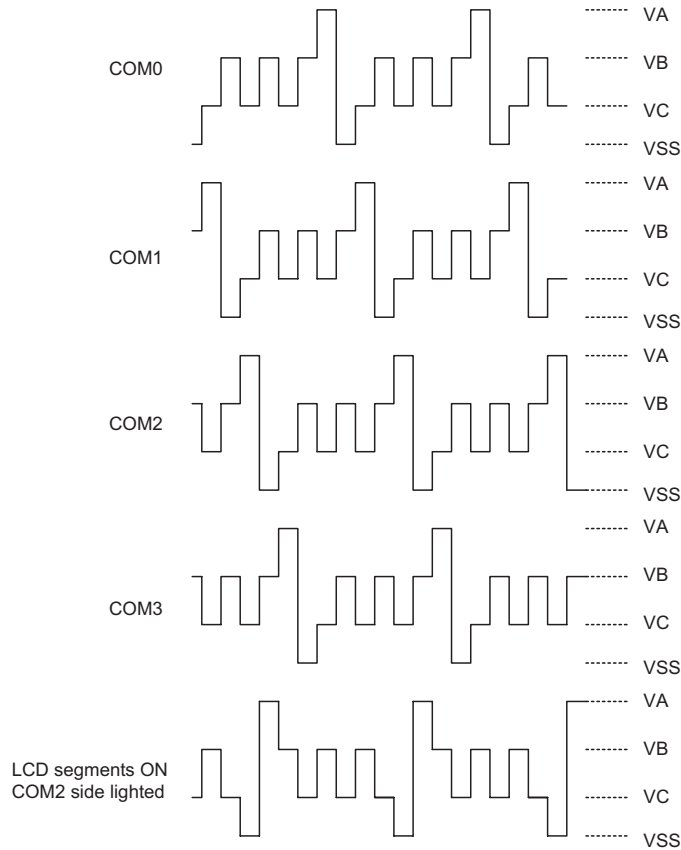 VA
COM0
VB
VC
VSS
VA
VB
COM1
VC
VSS
VA
VB
COM2
VC
VSS
VA
VB
COM3
VC
VSS
VA
VB
LCD segments ON
COM2 side lighted
VC
VSS